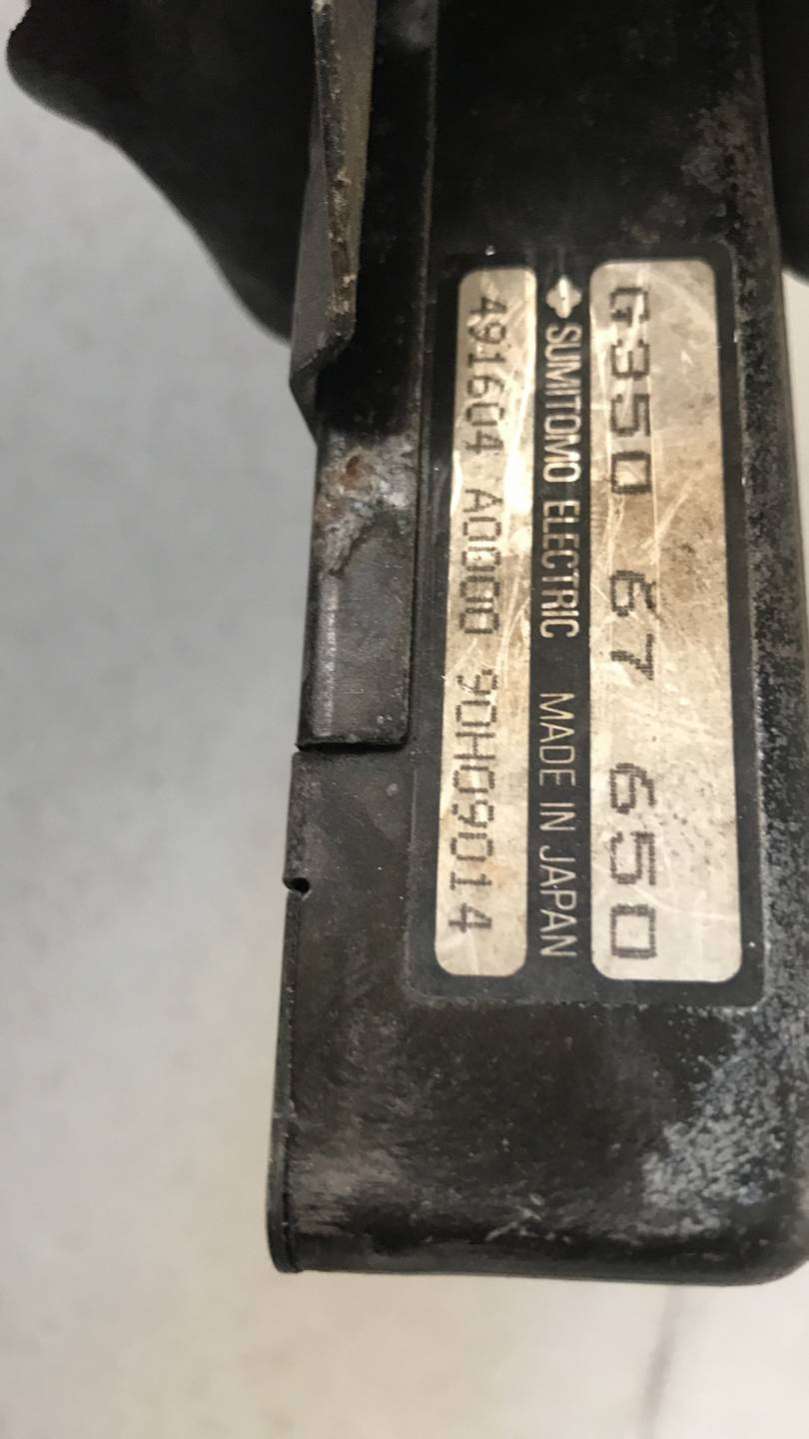 G350 67 650
SUMITOMO ELECTRIC MADE IN JAPAN
491604 A0000 90H09014